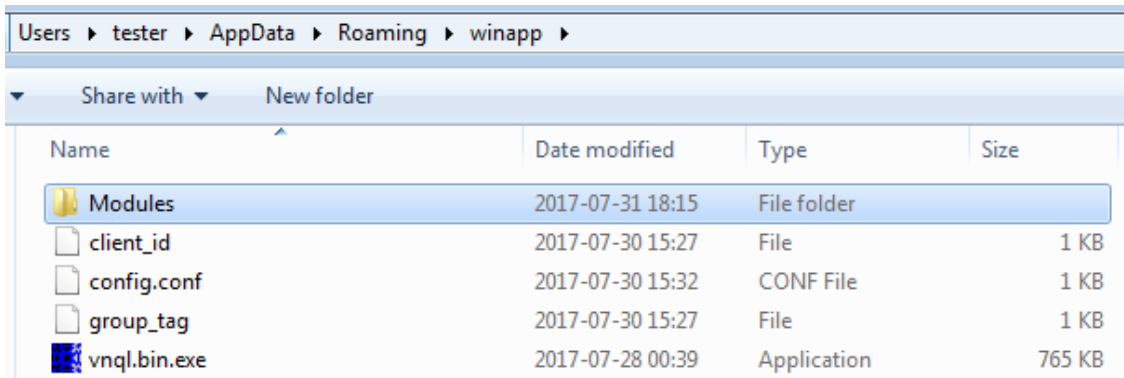 Users ▸ tester ▸ AppData ▸ Roaming ▸ winapp ▸
Share with ▾ New folder
Name Date modified Type Size
Modules 2017-07-31 18:15 File folder
client_id 2017-07-30 15:27 File 1 KB
config.conf 2017-07-30 15:32 CONF File 1 KB
group_tag 2017-07-30 15:27 File 1 KB
vnql.bin.exe 2017-07-28 00:39 Application 765 KB